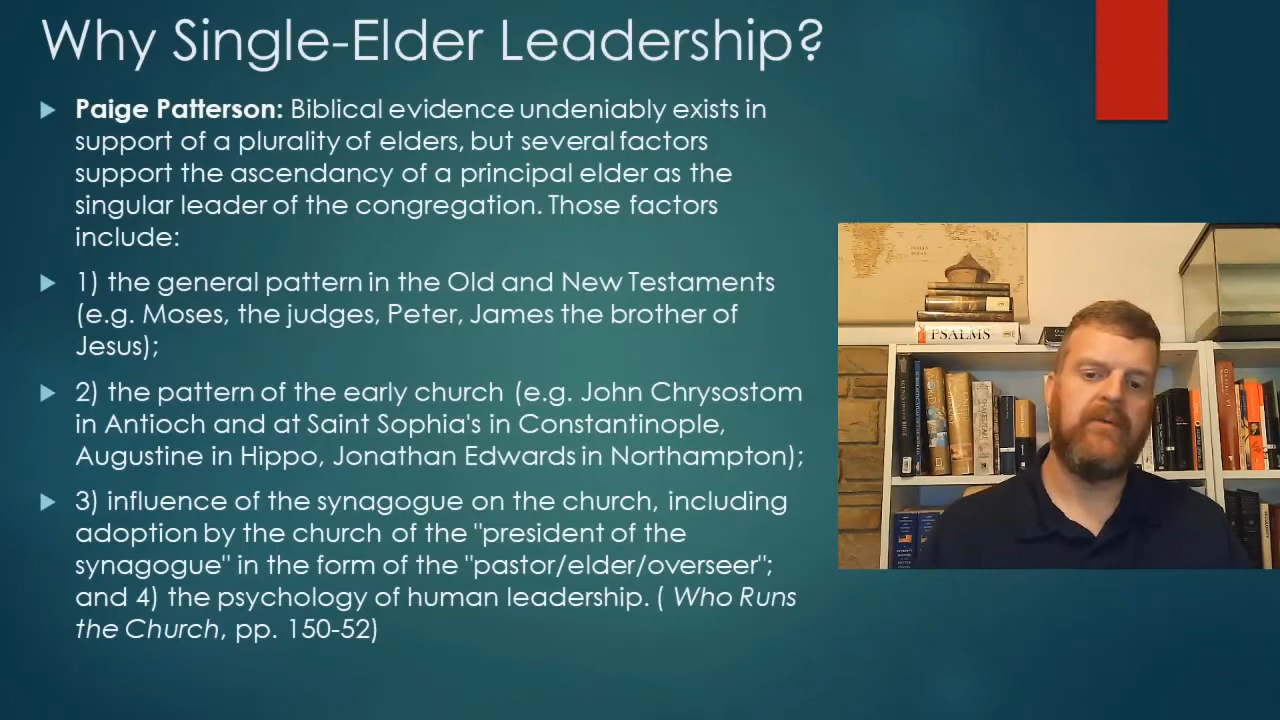 Why Single-Elder Leadership?
Paige Patterson: Biblical evidence undeniably exists in
support of a plurality of elders, but several factors
support the ascendancy of a principal elder as the
singular leader of the congregation. Those factors
include:
1) the general pattern in the Old and New Testaments
(e.g. Moses, the judges, Peter, James the brother of
Jesus);
2) the pattern of the early church (e.g. John Chrysostom
in Antioch and at Saint Sophia's in Constantinople,
Augustine in Hippo, Jonathan Edwards in Northampton);
3) influence of the synagogue on the church, including
adoption by the church of the "president of the
synagogue" in the form of the "pastor/elder/overseer";
and 4) the psychology of human leadership. ( Who Runs
the Church, pp. 150-52)
PSALMS